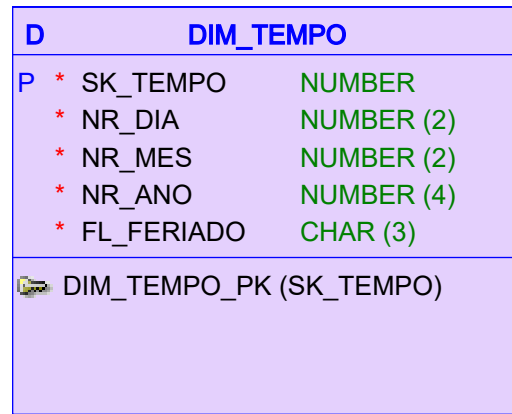 D DIM_TEMPO
P * SK_TEMPO NUMBER
* NR_DIA NUMBER (2)
* NR_MES NUMBER (2)
* NR_ANO NUMBER (4)
* FL_FERIADO CHAR (3)
DIM_TEMPO_PK (SK_TEMPO)